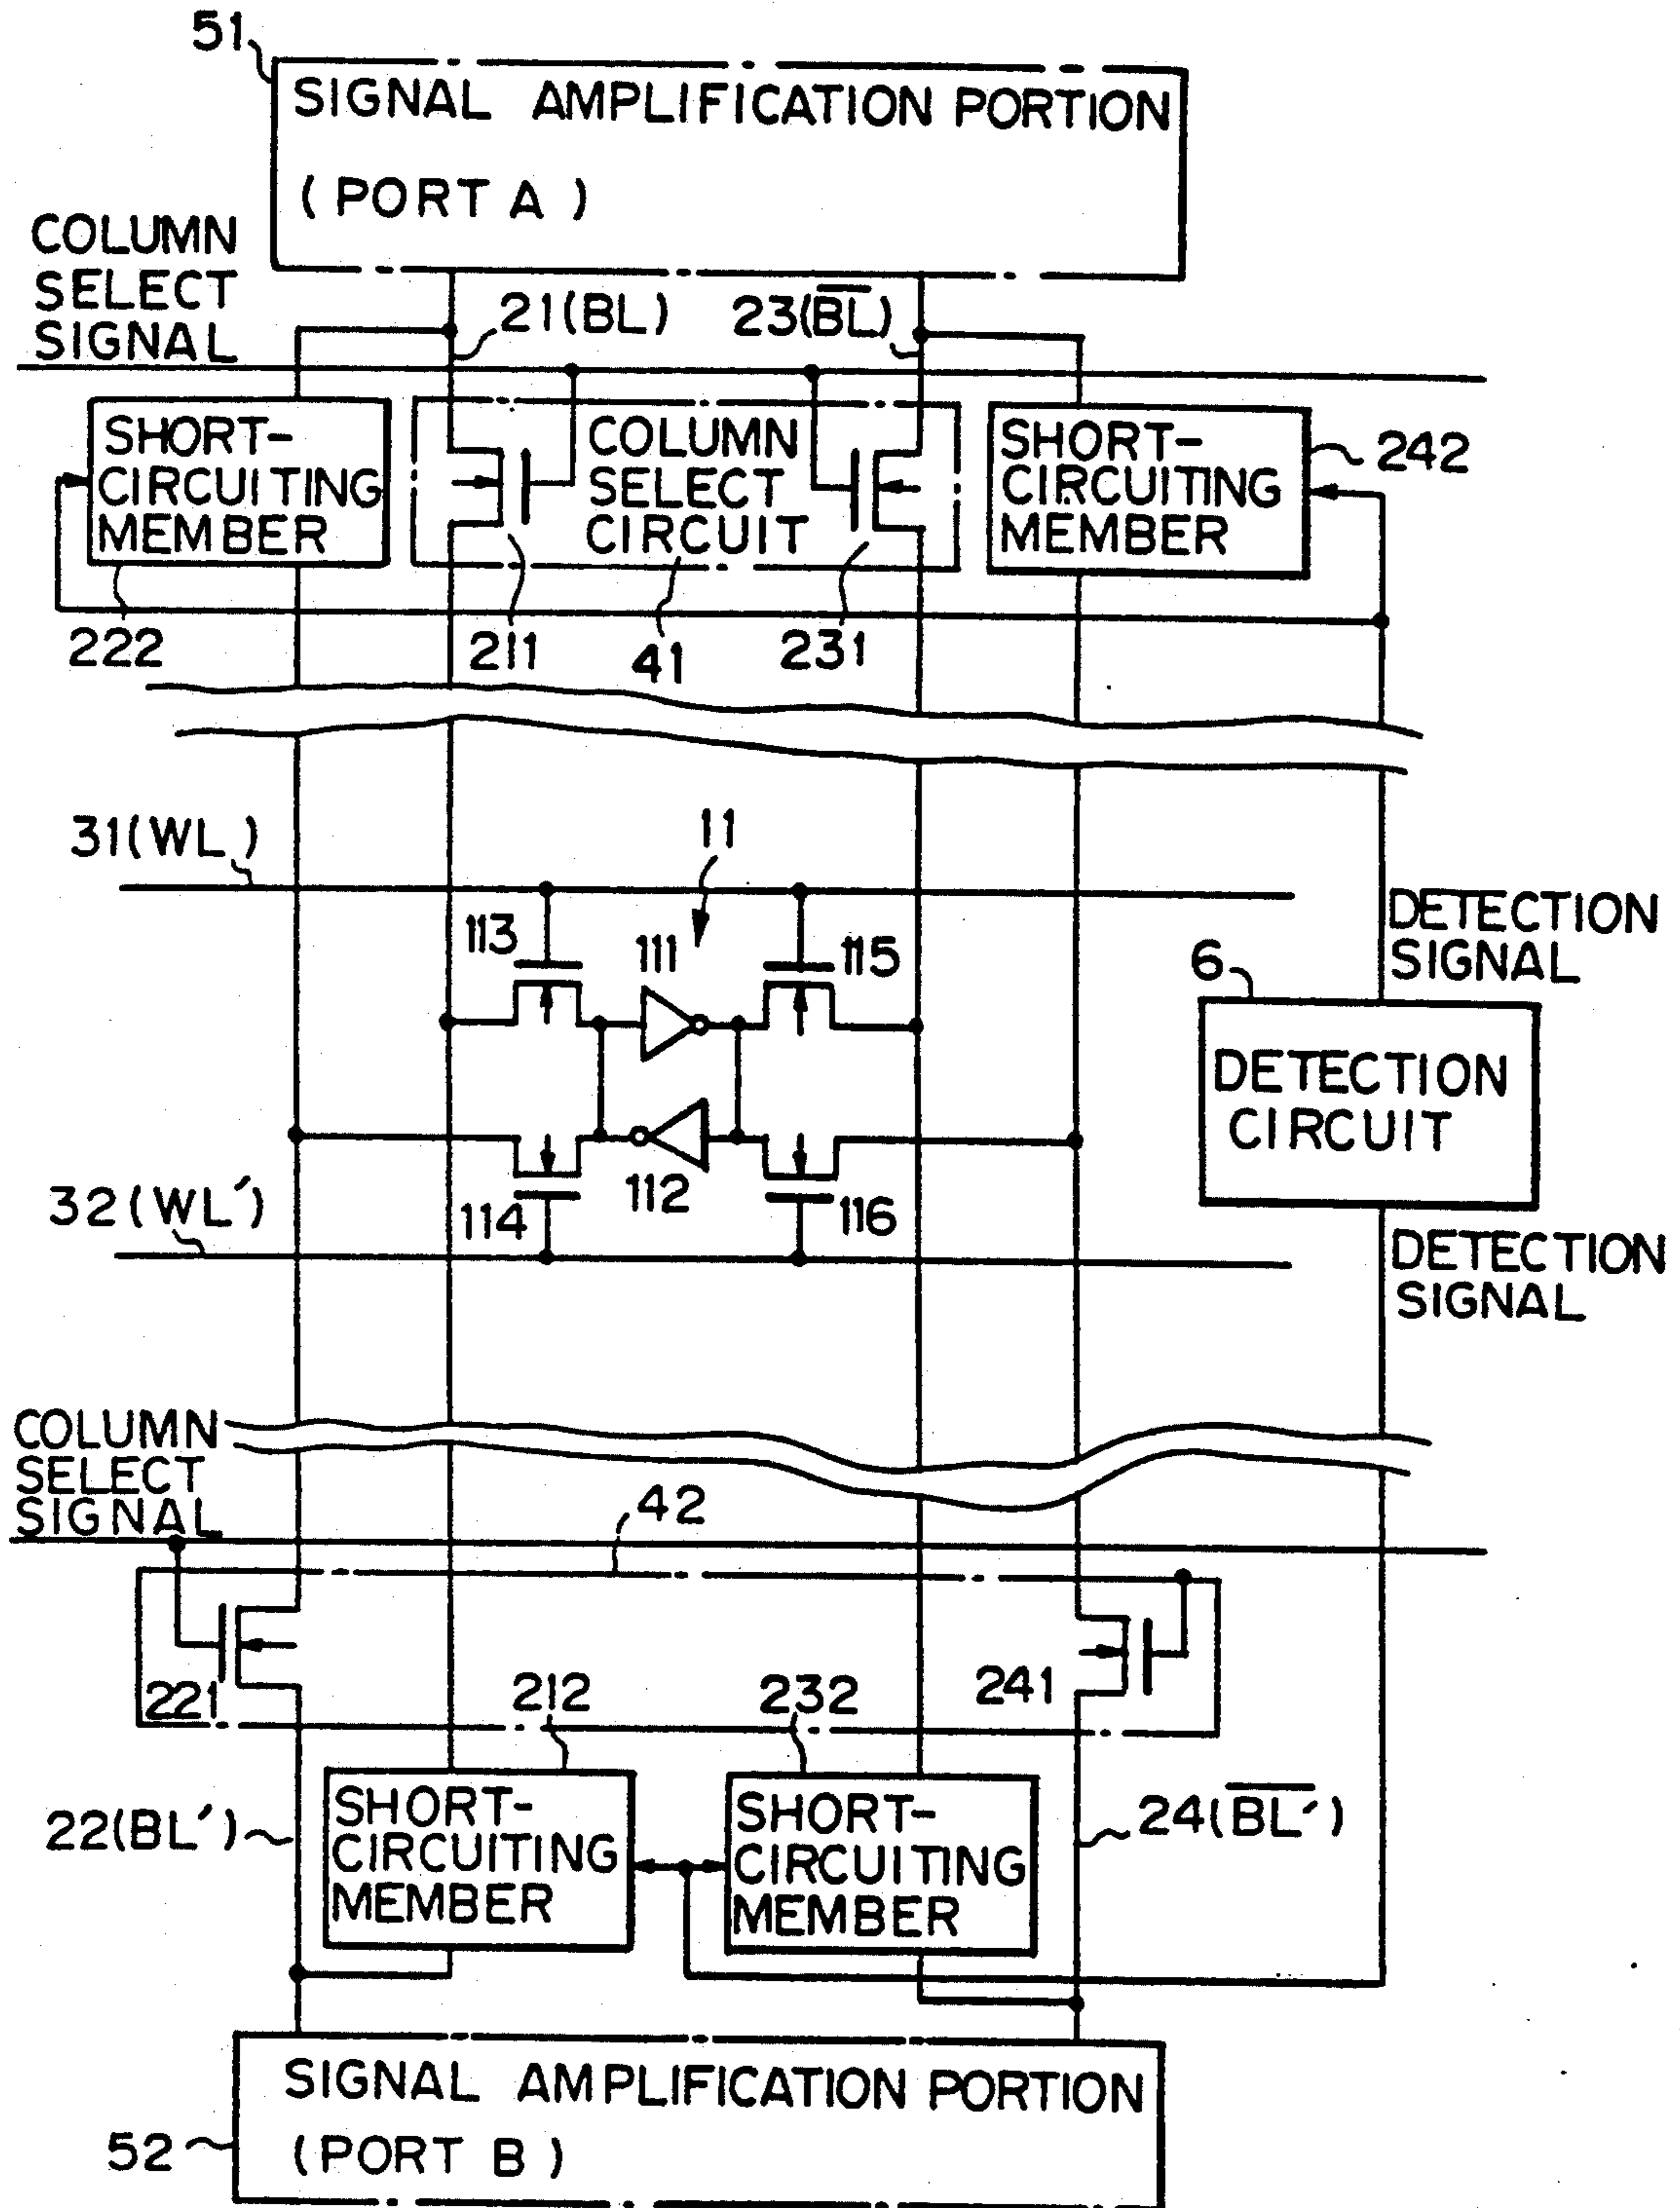 51
SIGNAL AMPLIFICATION PORTION
(PORT A)
COLUMN
SELECT
SIGNAL
21(BL)
23(B̅L̅)
SHORT-
CIRCUITING
MEMBER
COLUMN
SELECT
CIRCUIT
SHORT-
CIRCUITING
MEMBER
242
222
211
41
231
31(WL)
11
113
111
115
DETECTION
SIGNAL
6
DETECTION
CIRCUIT
32(WL′)
114
112
116
DETECTION
SIGNAL
COLUMN
SELECT
SIGNAL
42
221
212
232
241
22(BL′)
SHORT-
CIRCUITING
MEMBER
SHORT-
CIRCUITING
MEMBER
24(B̅L̅′̅)
SIGNAL AMPLIFICATION PORTION
52
(PORT B)